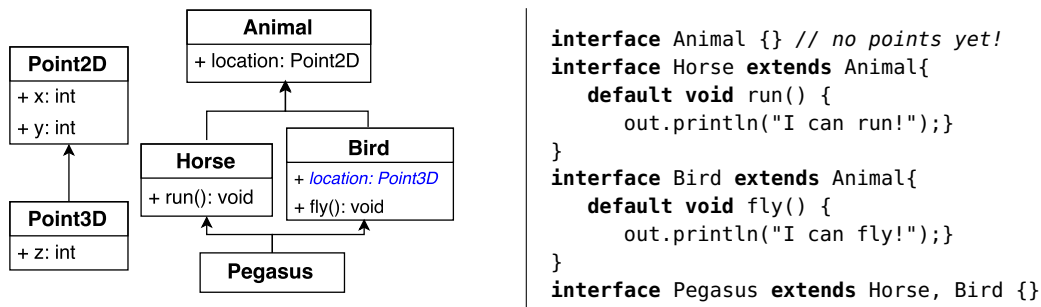 Point2D
+ x: int
+ y: int
Point3D
+ z: int
Animal
+ location: Point2D
Horse
+ run(): void
Bird
+ location: Point3D
+ fly(): void
Pegasus
interface Animal {} // no points yet!
interface Horse extends Animal{
default void run() {
out.println("I can run!");}
}
interface Bird extends Animal{
default void fly() {
out.println("I can fly!");}
}
interface Pegasus extends Horse, Bird {}